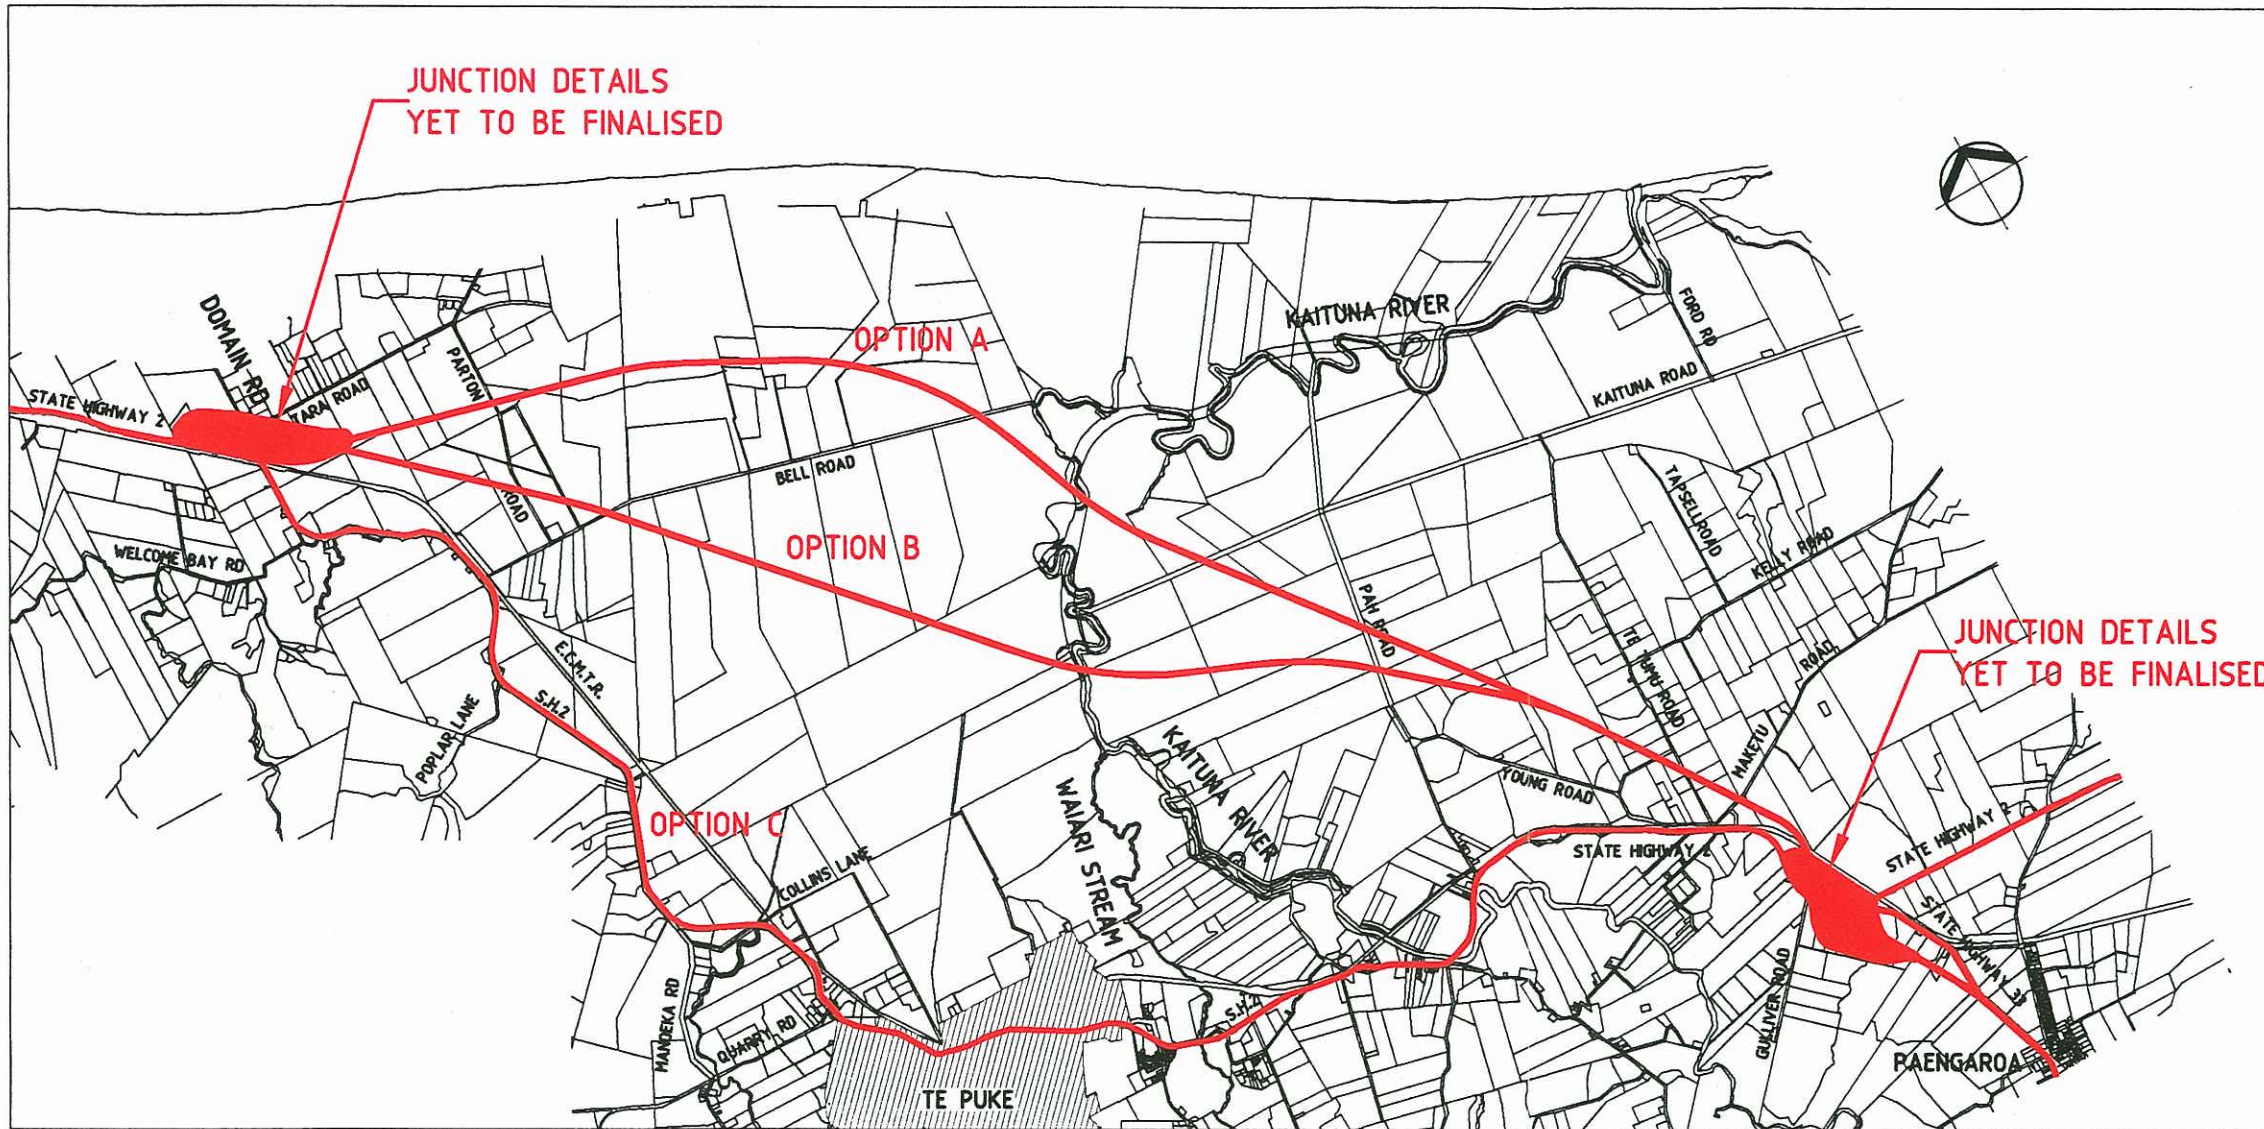 JUNCTION DETAILS
YET TO BE FINALISED
DOMAIN RD
TARA ROAD
PARTON
ROAD
STATE HIGHWAY 2
OPTION A
KAITUNA RIVER
FORD RD
KAITUNA ROAD
BELL ROAD
OPTION B
WELCOME BAY RD
TAPSELL ROAD
KELLY ROAD
PAH ROAD
TE TUMU ROAD
MAKETU
ROAD
JUNCTION DETAILS
YET TO BE FINALISED
E.C.M.T.R.
S.H.2
POPLAR LANE
OPTION C
COLLINS LANE
KAITUNA RIVER
WAIARI STREAM
YOUNG ROAD
STATE HIGHWAY 2
STATE HIGHWAY 2
STATE HIGHWAY 33
MANOEKA RD
QUARRY RD
S.H.2
GULLIVER ROAD
PAENGAROA
TE PUKE